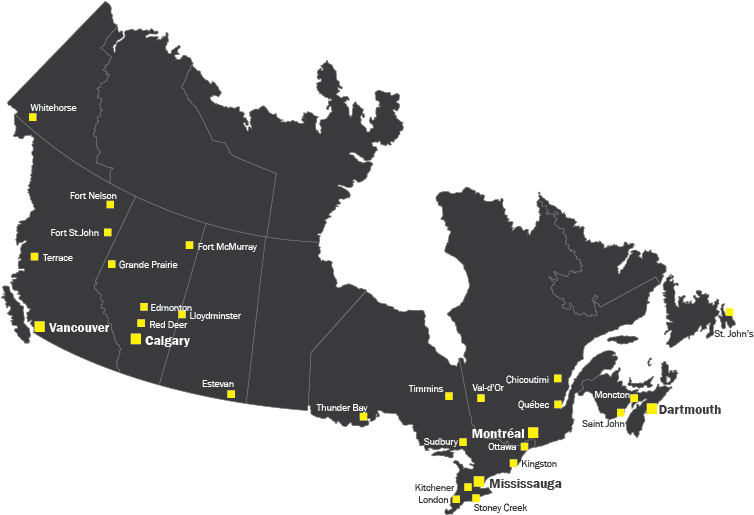 Whitehorse
Fort Nelson
Fort St.John
Fort McMurray
Terrace
Grande Prairie
Edmonton
Lloydminster
Red Deer
Vancouver
Calgary
Estevan
Thunder Bay
Timmins
Val-d'Or
Chicoutimi
Québec
St. John's
Moncton
Dartmouth
Saint John
Montréal
Sudbury
Ottawa
Kingston
Mississauga
Kitchener
London
Stoney Creek